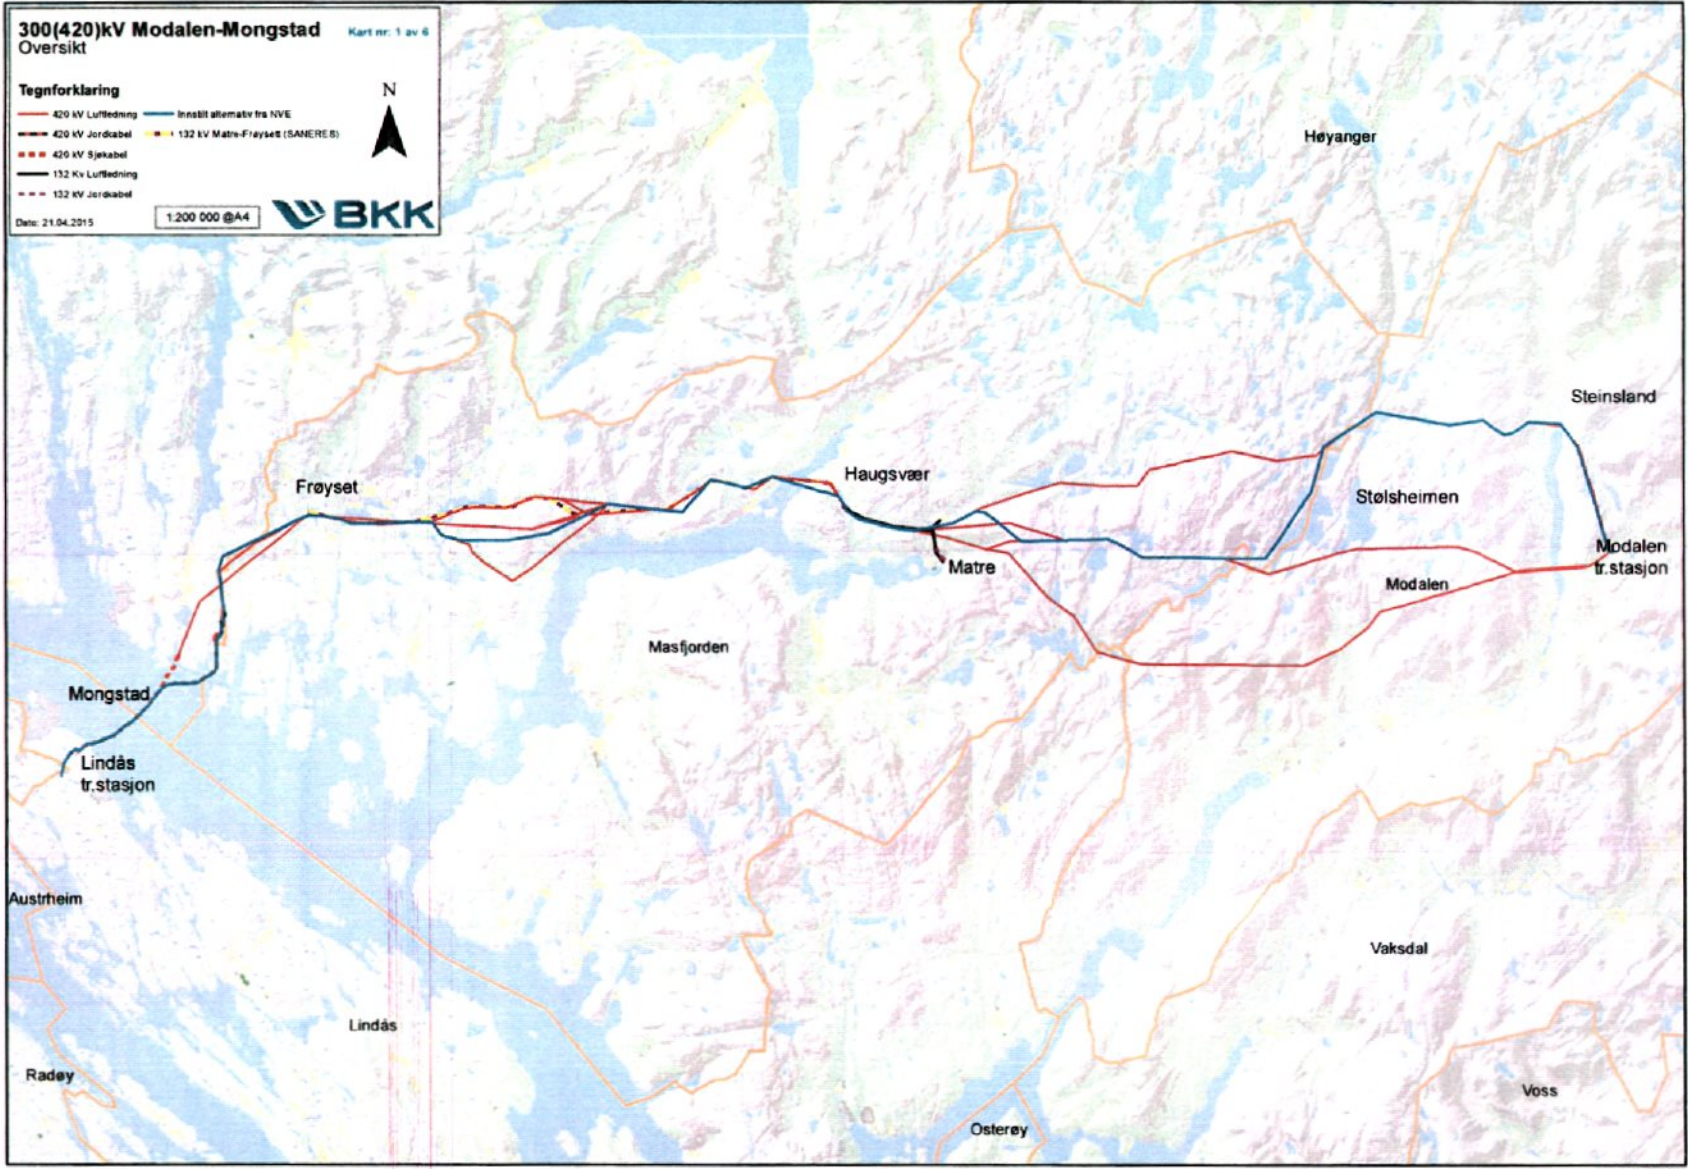 300(420)kV Modalen-Mongstad
Kart nr: 1 av 6
Oversikt
Tegnforklaring
N
420 kV Luftledning
Innstilt alternativ fra NVE
420 kV Jordkabel
132 kV Matre-Frøysett (SANERES)
420 kV Sjøkabel
132 Kv Luftledning
132 kV Jordkabel
Dato: 21.04.2015
1:200 000 @A4
BKK
Høyanger
Steinsland
Haugsvær
Frøyset
Stølsheimen
Modalen
tr.stasjon
Matre
Modalen
Masfjorden
Mongstad
Lindås
tr.stasjon
Austrheim
Vaksdal
Lindås
Radøy
Voss
Osterøy